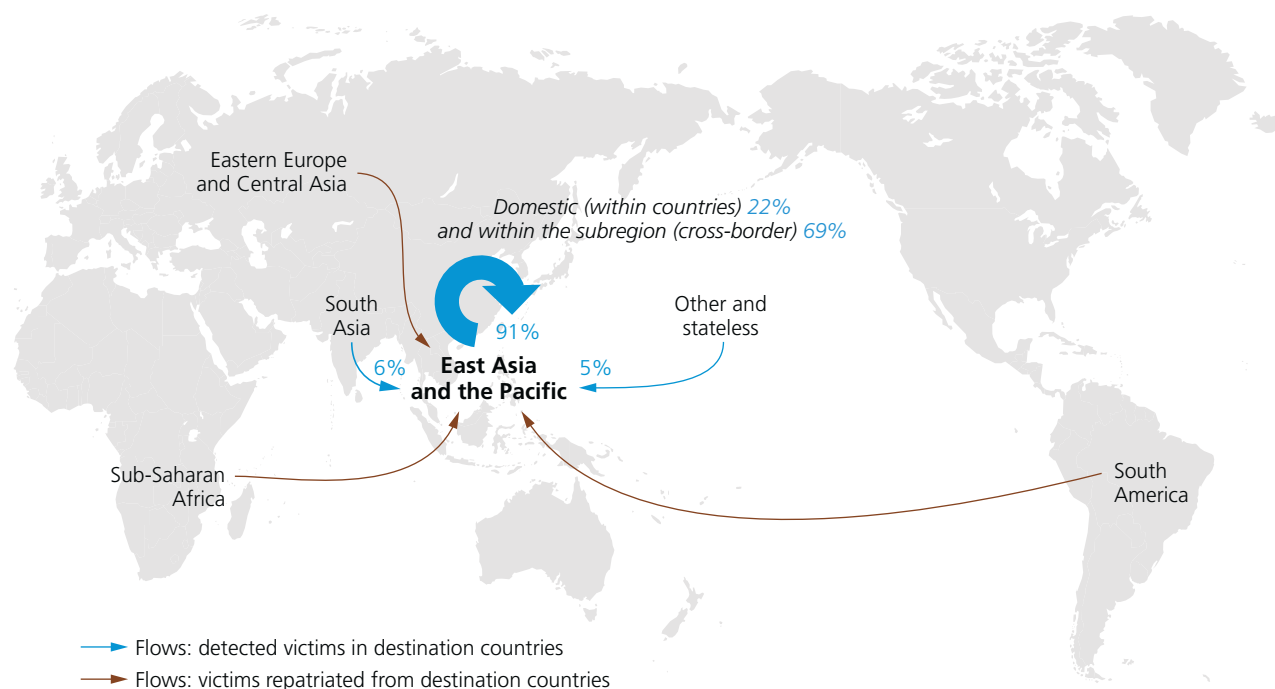 Eastern Europe
and Central Asia
Domestic (within countries) 22%
and within the subregion (cross-border) 69%
South
Asia
Other and
stateless
91%
6%
East Asia
and the Pacific
5%
Sub-Saharan
Africa
South
America
Flows: detected victims in destination countries
Flows: victims repatriated from destination countries